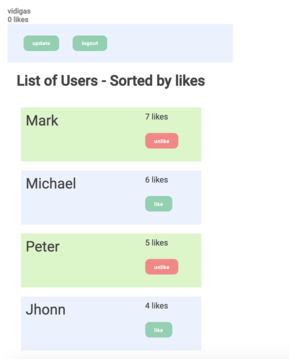 vidigas
0 likes
update logout
List of Users - Sorted by likes
Mark 7 likes
unlike
Michael 6 likes
like
Peter 5 likes
unlike
Jhonn 4 likes
like